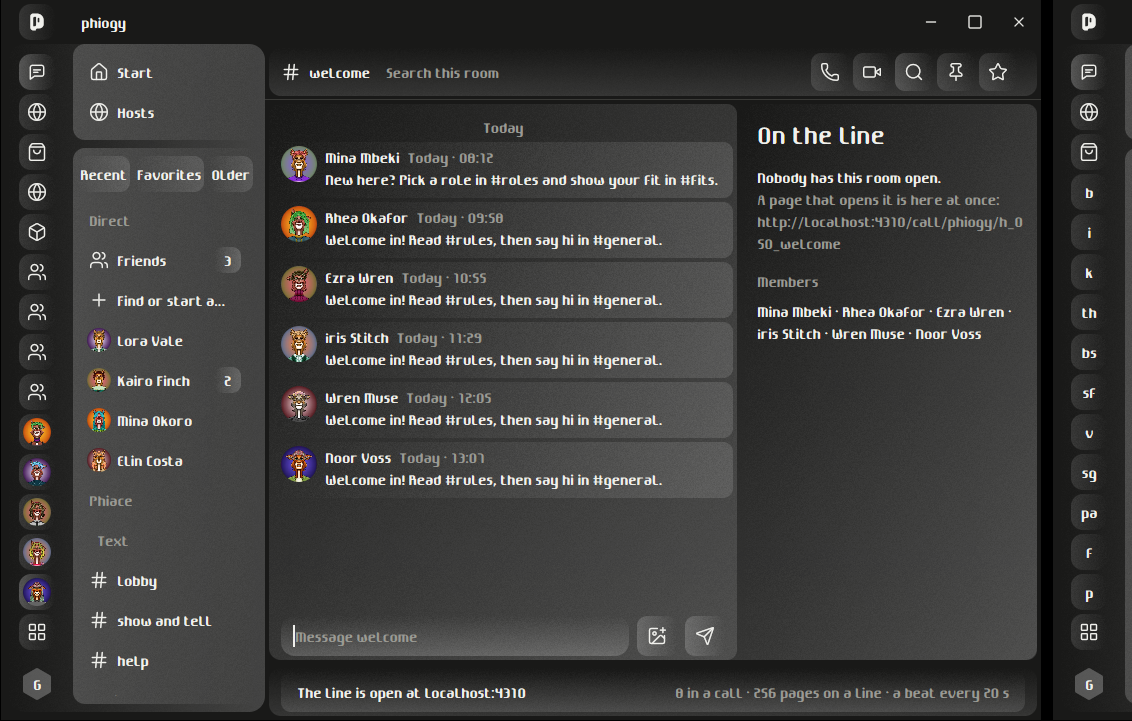 phiogy
Start
Hosts
Recent Favorites Older
Direct
Friends 3
Find or start a...
Lora Vale
Kairo Finch 2
Mina Okoro
Elin Costa
Phiace
Text
# lobby
# show and tell
# help
G
# welcome Search this room
Today
Mina Mbeki Today · 08:12
New here? Pick a role in #roles and show your fit in #fits.
Rhea Okafor Today · 09:58
Welcome in! Read #rules, then say hi in #general.
Ezra Wren Today · 10:55
Welcome in! Read #rules, then say hi in #general.
iris Stitch Today · 11:29
Welcome in! Read #rules, then say hi in #general.
Wren Muse Today · 12:05
Welcome in! Read #rules, then say hi in #general.
Noor Voss Today · 13:07
Welcome in! Read #rules, then say hi in #general.
Message welcome
On the Line
Nobody has this room open.
A page that opens it is here at once:
http://localhost:4310/call/phiogy/h_0
50_welcome
Members
Mina Mbeki · Rhea Okafor · Ezra Wren ·
iris Stitch · Wren Muse · Noor Voss
The Line is open at localhost:4310
0 in a call · 256 pages on a line · a beat every 20 s
b
i
k
th
bs
sf
v
sg
pa
f
p
G